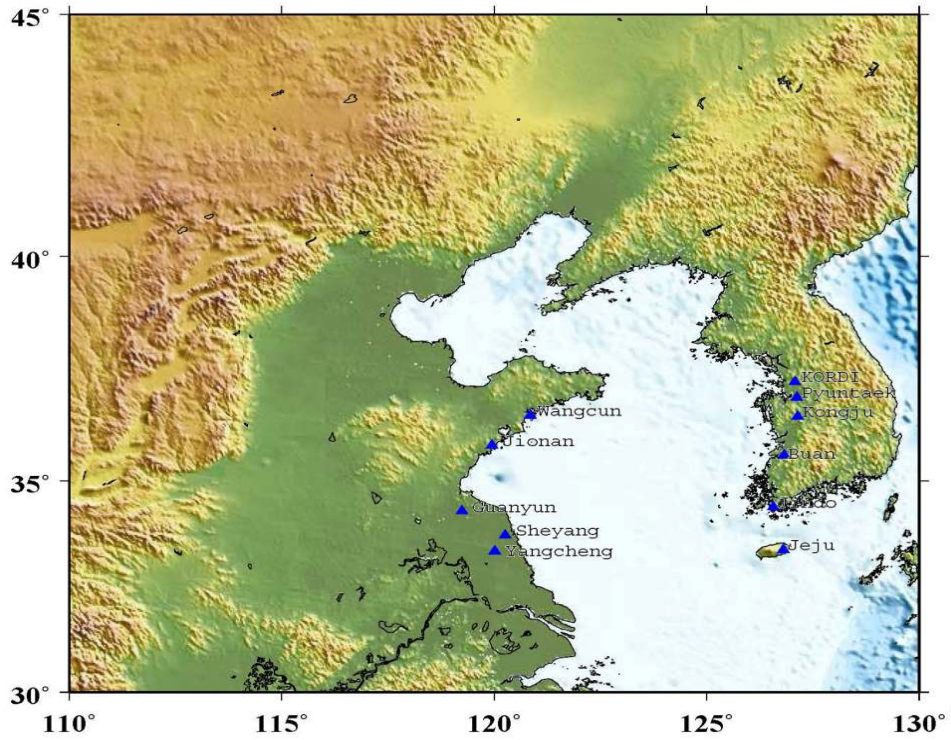 45°
KORDI
Pyuntaek
Kongju
Wangcun
Jionan
Buan
Guanyun
Sheyang
Yangcheng
Jeju
40°
35°
30°
110°
115°
120°
125°
130°